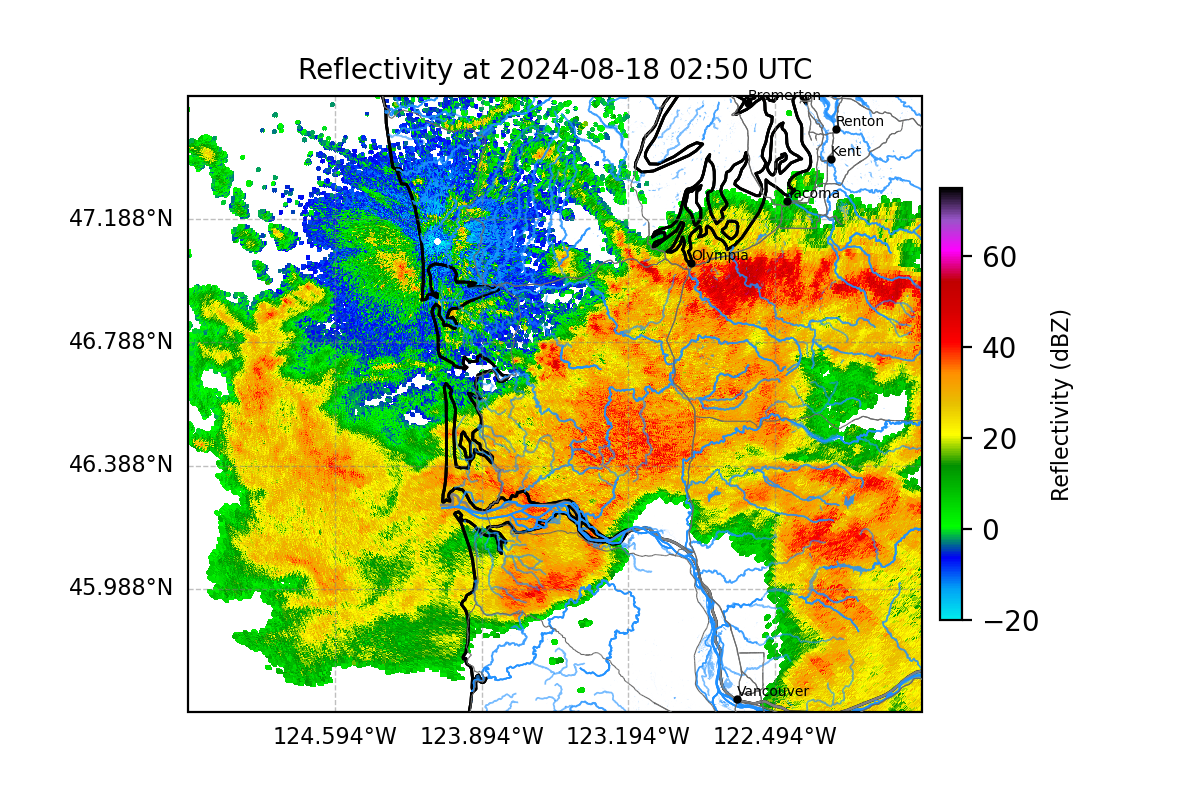 Reflectivity at 2024-08-18 02:50 UTC
Bremerton
Renton
Kent
Tacoma
Olympia
Vancouver
47.188°N
46.788°N
46.388°N
45.988°N
124.594°W
123.894°W
123.194°W
122.494°W
60
40
20
0
−20
Reflectivity (dBZ)